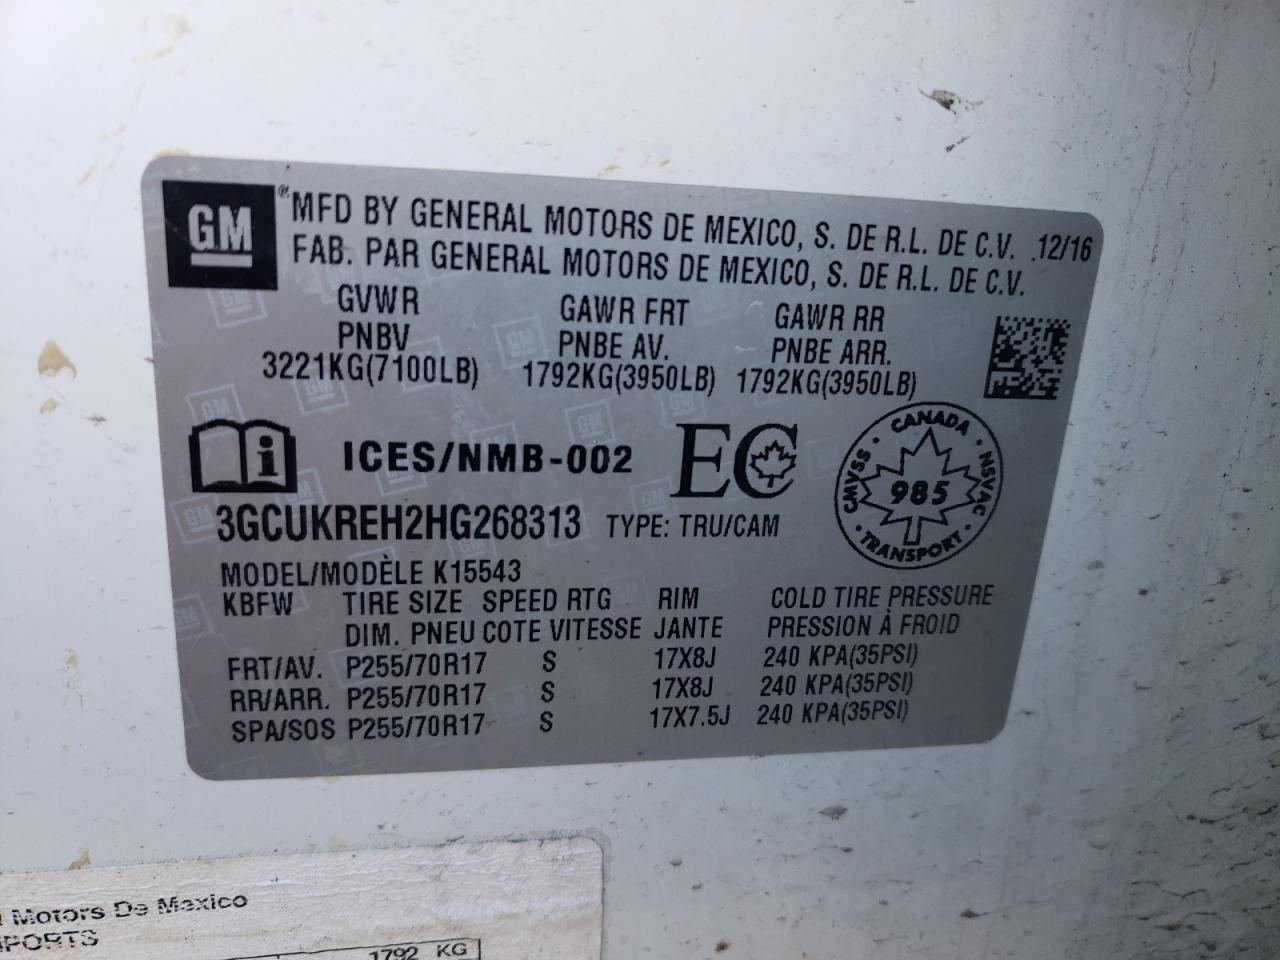 GM ® MFD BY GENERAL MOTORS DE MEXICO, S. DE R.L. DE C.V. 12/16
FAB. PAR GENERAL MOTORS DE MEXICO, S. DE R.L. DE C.V.
GVWR GAWR FRT GAWR RR
PNBV PNBE AV. PNBE ARR.
3221KG(7100LB) 1792KG(3950LB) 1792KG(3950LB)
ICES/NMB-002 EC
CANADA CMVSS NSVAC 985 TRANSPORT
3GCUKREH2HG268313 TYPE: TRU/CAM
MODEL/MODÈLE K15543
KBFW TIRE SIZE SPEED RTG RIM COLD TIRE PRESSURE
DIM. PNEU COTE VITESSE JANTE PRESSION À FROID
FRT/AV. P255/70R17 S 17X8J 240 KPA(35PSI)
RR/ARR. P255/70R17 S 17X8J 240 KPA(35PSI)
SPA/SOS P255/70R17 S 17X7.5J 240 KPA(35PSI)
Motors De Mexico
1792 KG